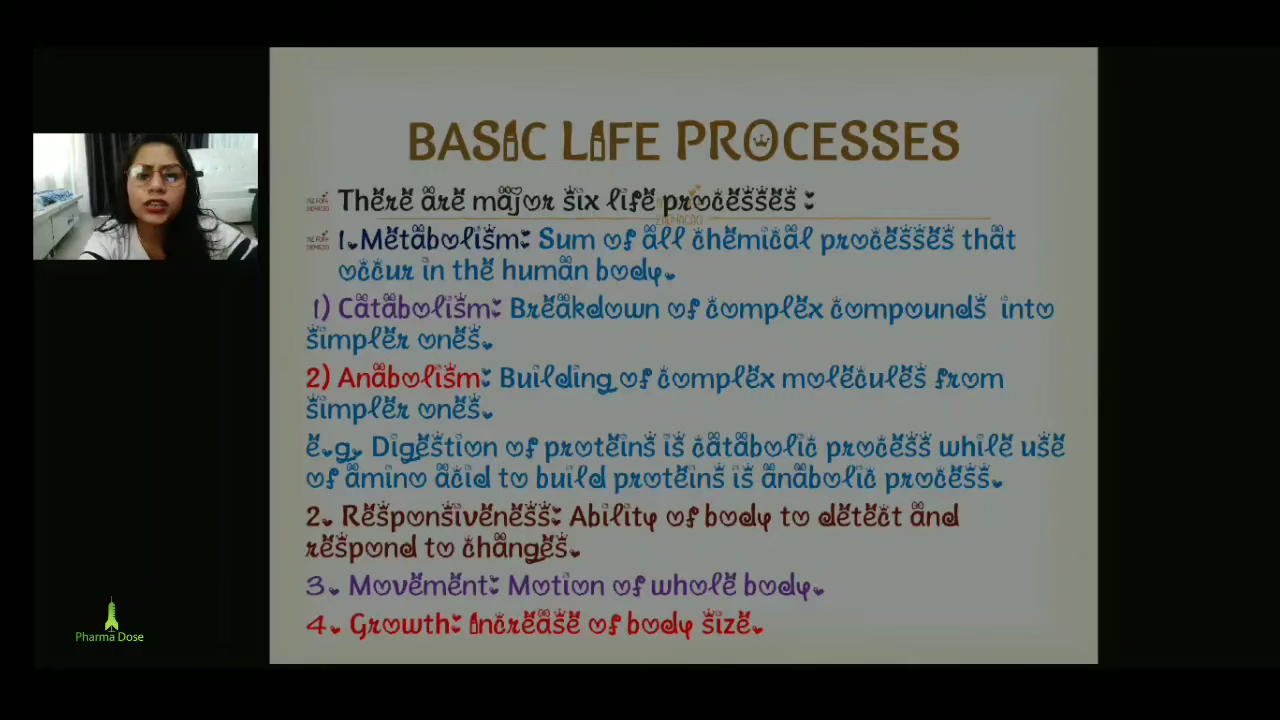 BASIC LIFE PROCESSES
There are major six life processes :
1. Metabolism: Sum of all chemical processes that
occur in the human body.
1) Catabolism: Breakdown of complex compounds into
simpler ones.
2) Anabolism: Building of complex molecules from
simpler ones.
e.g. Digestion of proteins is catabolic process while use
of amino acid to build proteins is anabolic process.
2. Responsiveness: Ability of body to detect and
respond to changes.
3. Movement: Motion of whole body.
4. Growth: Increase of body size.
Pharma Dose